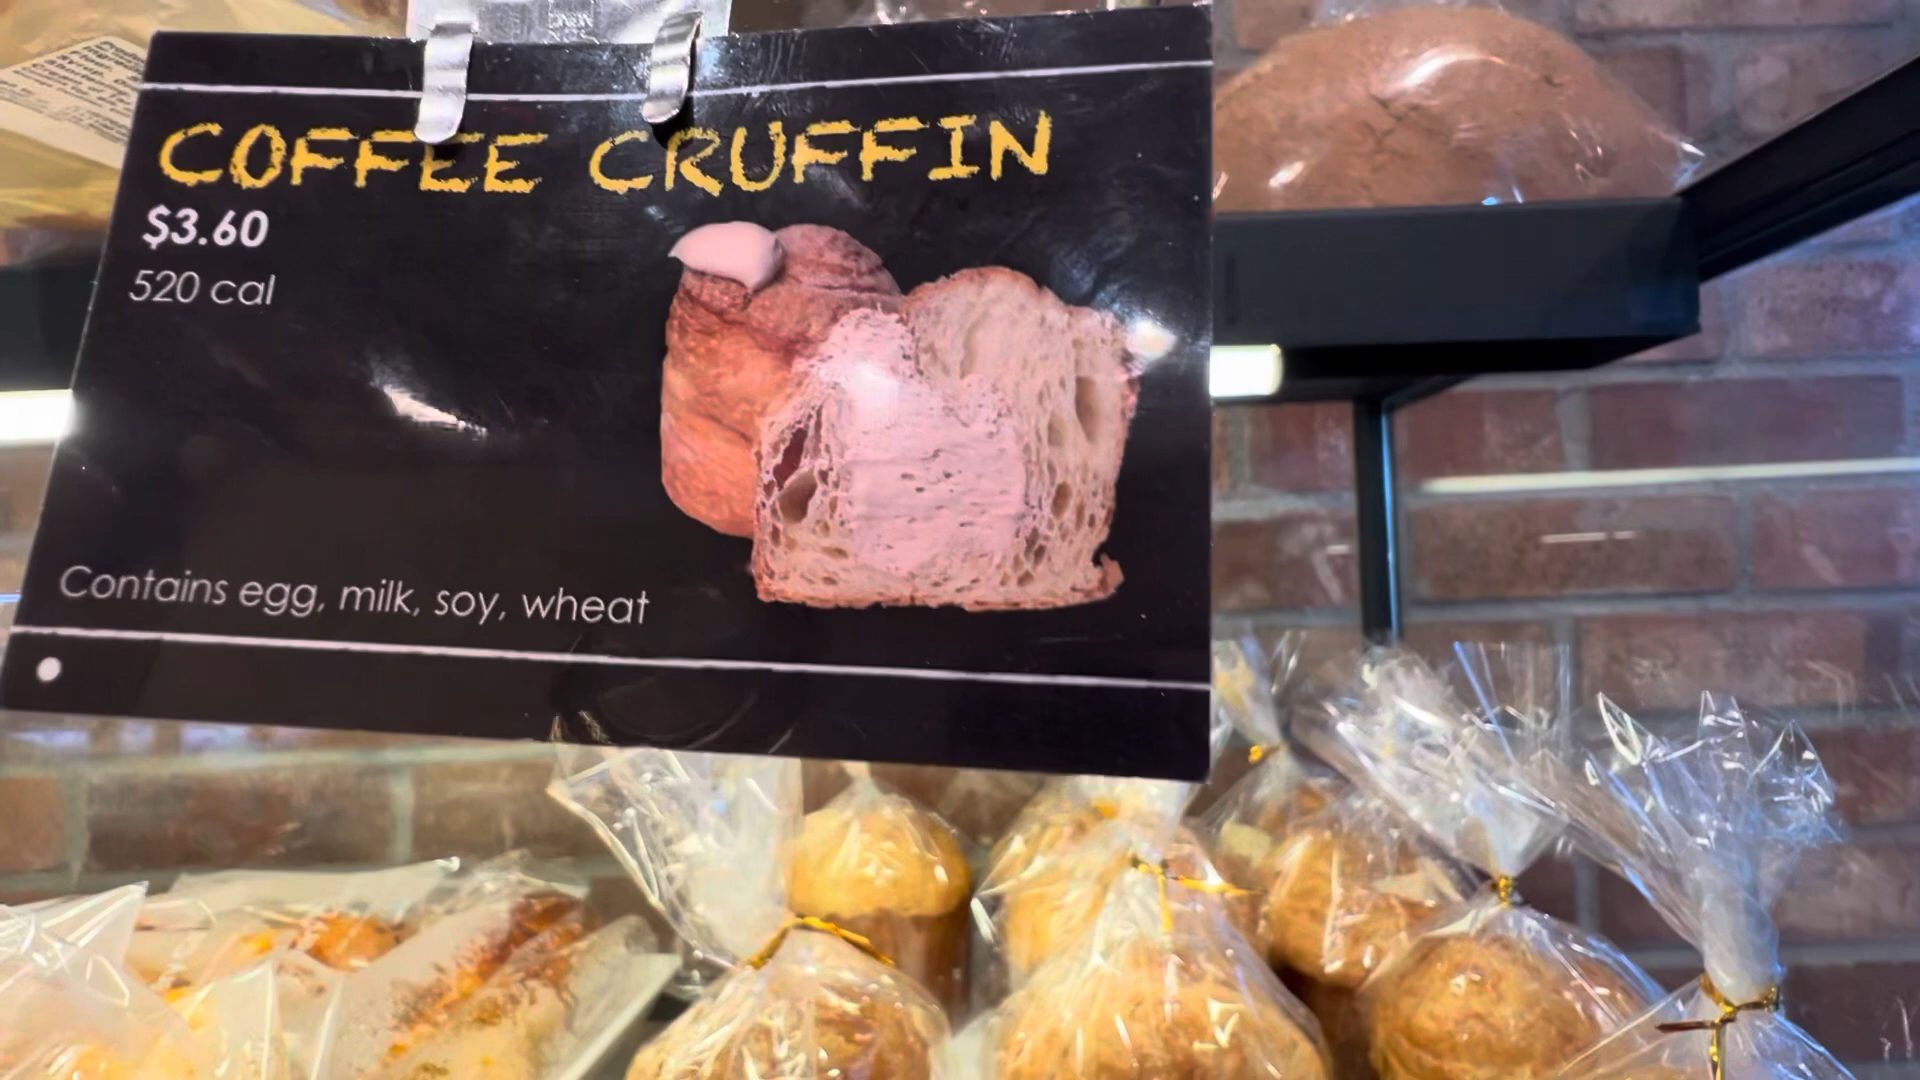 COFFEE CRUFFIN
$3.60
520 cal
Contains egg, milk, soy, wheat